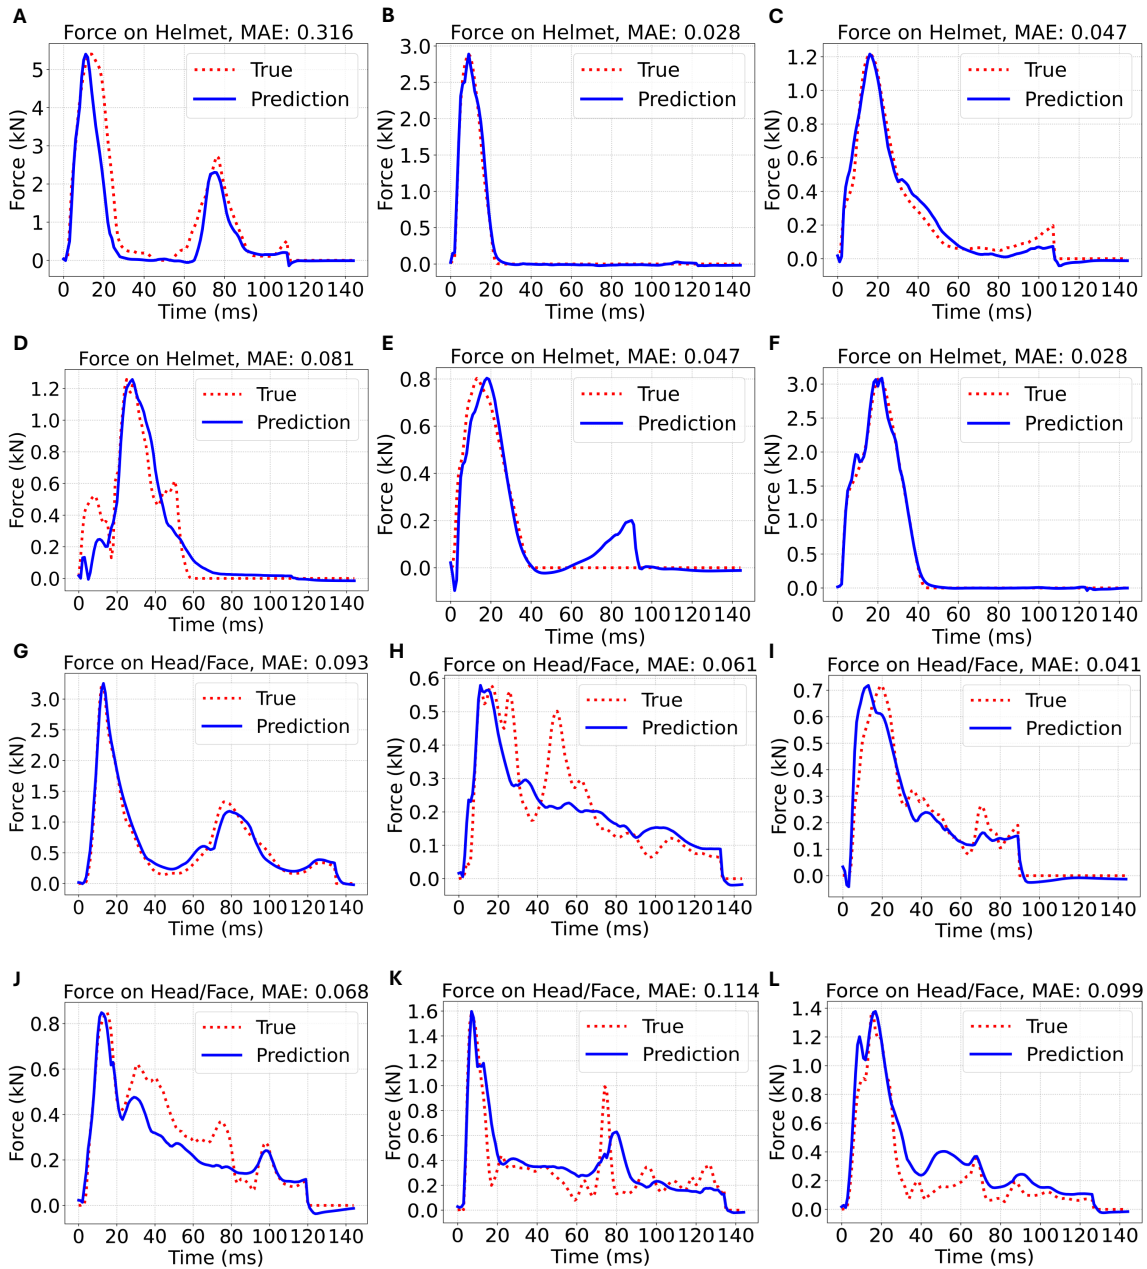 A
Force on Helmet, MAE: 0.316
True
Prediction
Force (kN)
5
4
3
2
1
0
0 20 40 60 80 100 120 140
Time (ms)
B
Force on Helmet, MAE: 0.028
True
Prediction
Force (kN)
3.0
2.5
2.0
1.5
1.0
0.5
0.0
0 20 40 60 80 100 120 140
Time (ms)
C
Force on Helmet, MAE: 0.047
True
Prediction
Force (kN)
1.2
1.0
0.8
0.6
0.4
0.2
0.0
0 20 40 60 80 100 120 140
Time (ms)
D
Force on Helmet, MAE: 0.081
True
Prediction
Force (kN)
1.2
1.0
0.8
0.6
0.4
0.2
0.0
0 20 40 60 80 100 120 140
Time (ms)
E
Force on Helmet, MAE: 0.047
True
Prediction
Force (kN)
0.8
0.6
0.4
0.2
0.0
0 20 40 60 80 100 120 140
Time (ms)
F
Force on Helmet, MAE: 0.028
True
Prediction
Force (kN)
3.0
2.5
2.0
1.5
1.0
0.5
0.0
0 20 40 60 80 100 120 140
Time (ms)
G
Force on Head/Face, MAE: 0.093
True
Prediction
Force (kN)
3.0
2.5
2.0
1.5
1.0
0.5
0.0
0 20 40 60 80 100 120 140
Time (ms)
H
Force on Head/Face, MAE: 0.061
True
Prediction
Force (kN)
0.6
0.5
0.4
0.3
0.2
0.1
0.0
0 20 40 60 80 100 120 140
Time (ms)
I
Force on Head/Face, MAE: 0.041
True
Prediction
Force (kN)
0.7
0.6
0.5
0.4
0.3
0.2
0.1
0.0
0 20 40 60 80 100 120 140
Time (ms)
J
Force on Head/Face, MAE: 0.068
True
Prediction
Force (kN)
0.8
0.6
0.4
0.2
0.0
0 20 40 60 80 100 120 140
Time (ms)
K
Force on Head/Face, MAE: 0.114
True
Prediction
Force (kN)
1.6
1.4
1.2
1.0
0.8
0.6
0.4
0.2
0.0
0 20 40 60 80 100 120 140
Time (ms)
L
Force on Head/Face, MAE: 0.099
True
Prediction
Force (kN)
1.4
1.2
1.0
0.8
0.6
0.4
0.2
0.0
0 20 40 60 80 100 120 140
Time (ms)